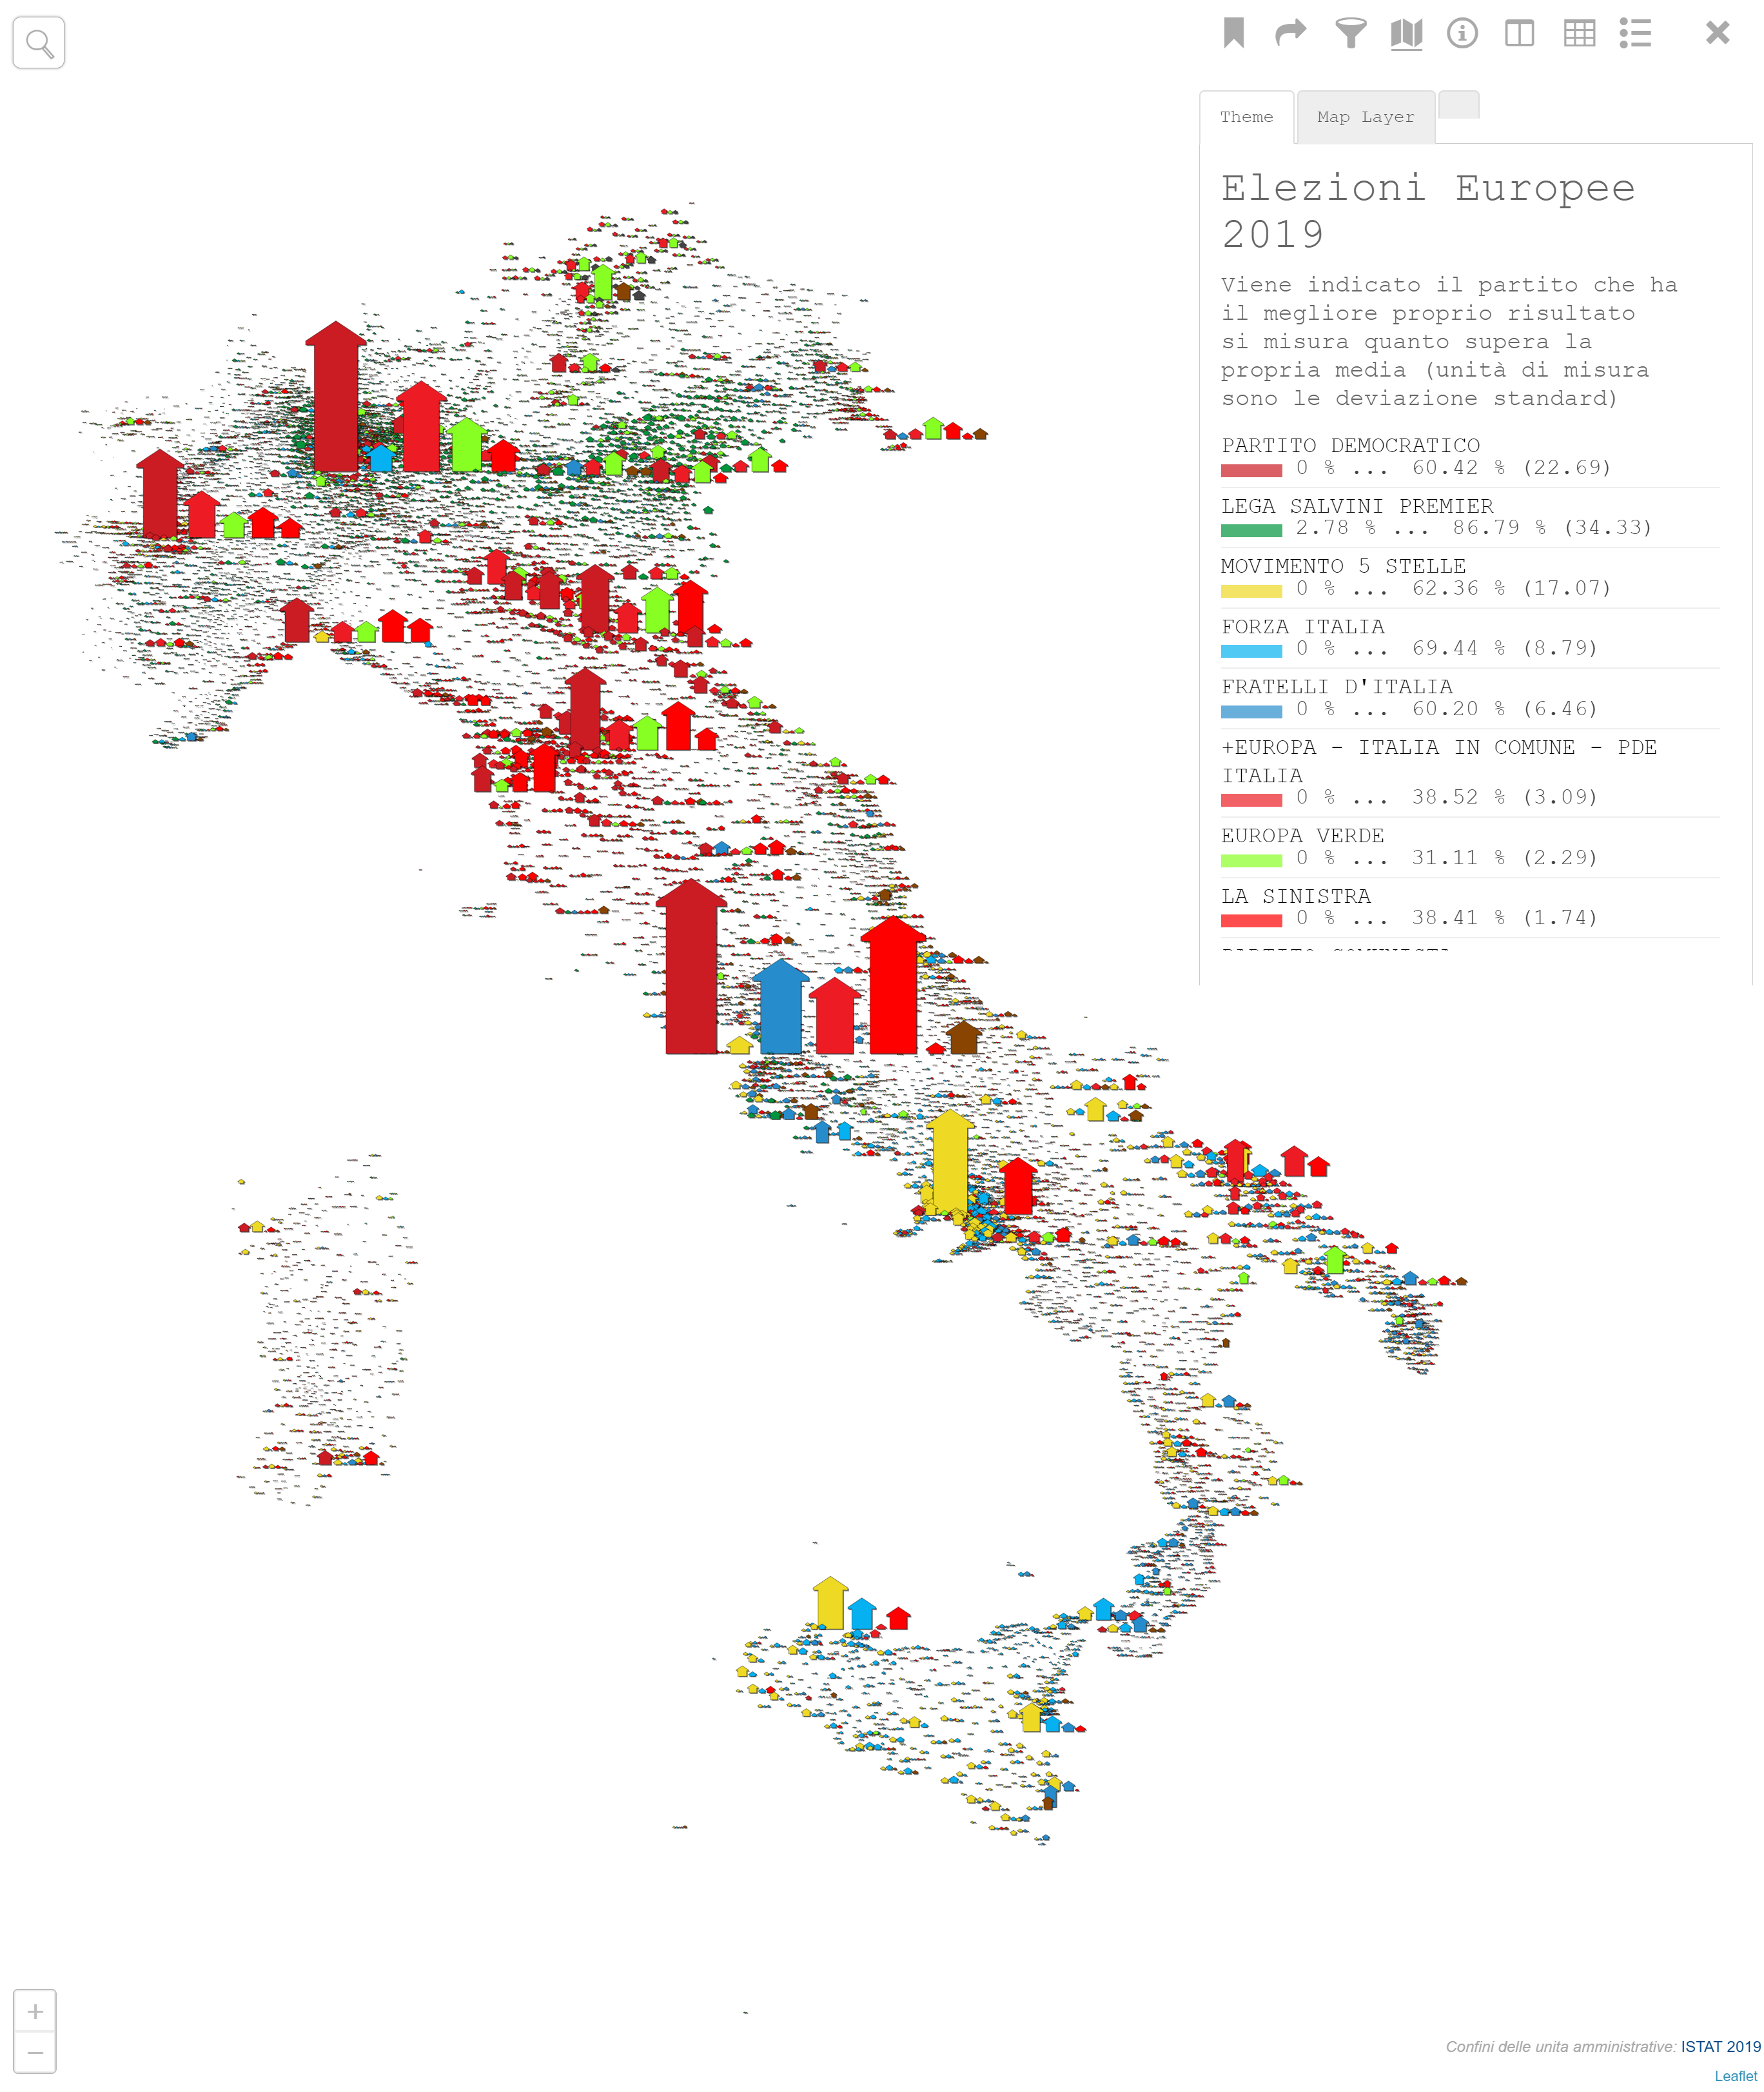 Theme
Map Layer
Elezioni Europee
2019
Viene indicato il partito che ha
il megliore proprio risultato
si misura quanto supera la
propria media (unità di misura
sono le deviazione standard)
PARTITO DEMOCRATICO
0 % ... 60.42 % (22.69)
LEGA SALVINI PREMIER
2.78 % ... 86.79 % (34.33)
MOVIMENTO 5 STELLE
0 % ... 62.36 % (17.07)
FORZA ITALIA
0 % ... 69.44 % (8.79)
FRATELLI D'ITALIA
0 % ... 60.20 % (6.46)
+EUROPA - ITALIA IN COMUNE - PDE
ITALIA
0 % ... 38.52 % (3.09)
EUROPA VERDE
0 % ... 31.11 % (2.29)
LA SINISTRA
0 % ... 38.41 % (1.74)
+
−
Confini delle unita amministrative: ISTAT 2019
Leaflet